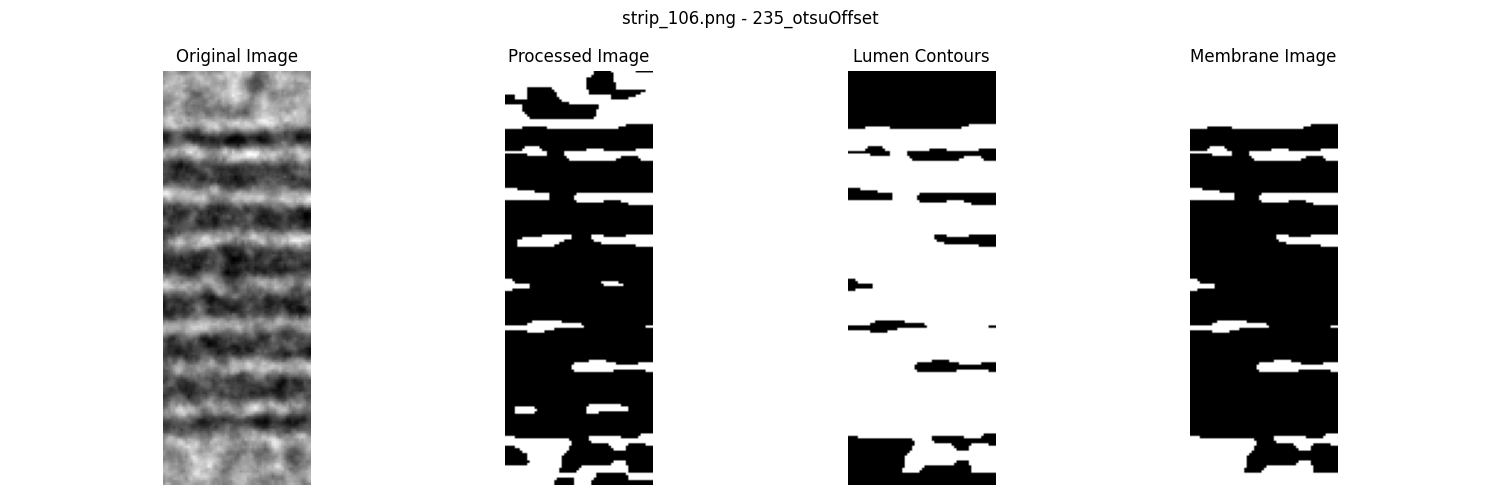 strip_106.png - 235_otsuOffset
Original Image
Processed Image
Lumen Contours
Membrane Image